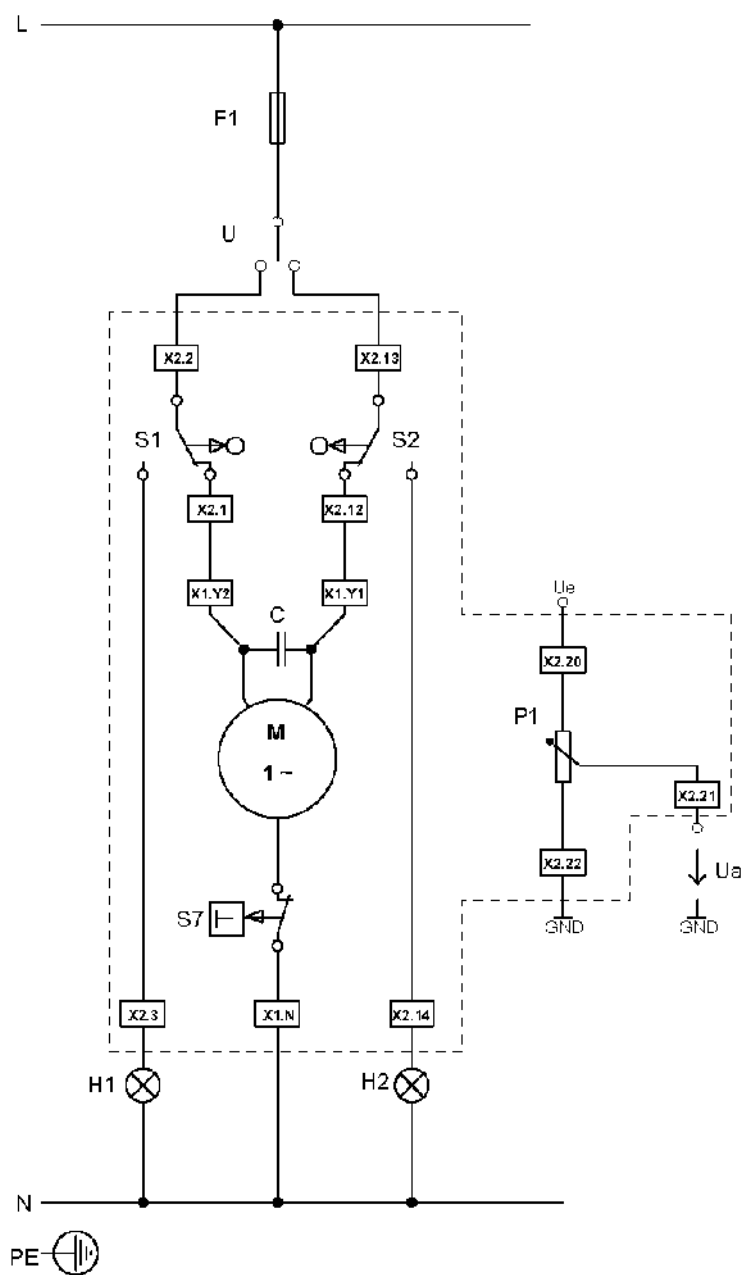 L
F1
U
X2.2 X2.13
S1 S2
X2.1 X2.12
X1.Y2 X1.Y1
Ue
C
X2.20
P1
M
1 ~
X2.21
X2.22
Ua
S7
GND GND
X2.3 X1.N X2.14
H1 H2
N
PE